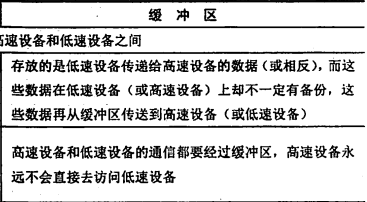 缓冲区
高速设备和低速设备之间
存放的是低速设备传递给高速设备的数据（或相反），而这
些数据在低速设备（或高速设备）上却不一定有备份，这
些数据再从缓冲区传送到高速设备（或低速设备）
高速设备和低速设备的通信都要经过缓冲区，高速设备永
远不会直接去访问低速设备